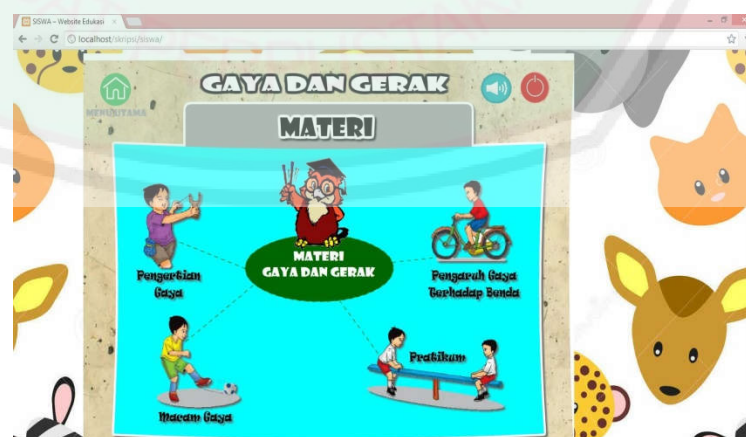 SISWA - Website Edukasi
localhost/skripsi/siswa/
GAYA DAN GERAK
MENU UTAMA
MATERI
MATERI
GAYA DAN GERAK
Pengertian
Gaya
Pengaruh Gaya
Terhadap Benda
Pratikum
Macam Gaya